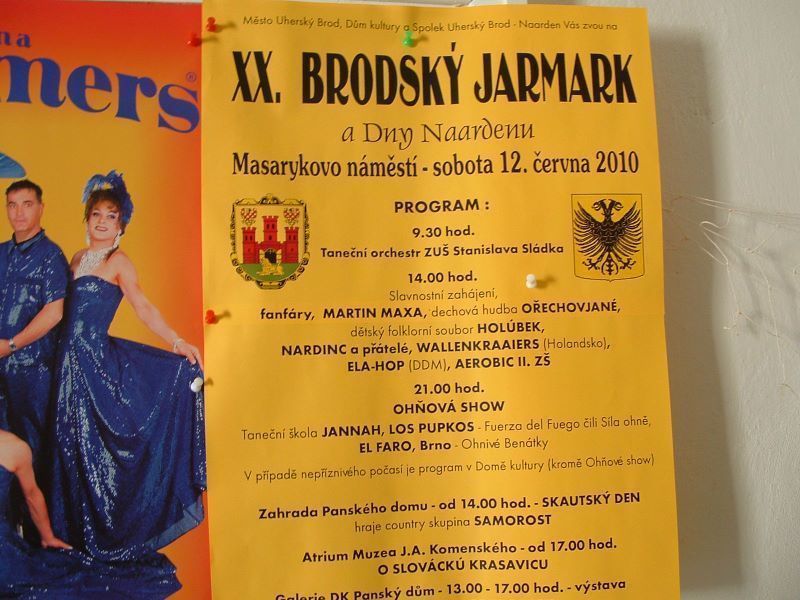 na
mers®
Město Uherský Brod, Dům kultury a Spolek Uherský Brod - Naarden Vás zvou na
XX. BRODSKÝ JARMARK
a Dny Naardenu
Masarykovo náměstí - sobota 12. června 2010
PROGRAM :
9.30 hod.
Taneční orchestr ZUŠ Stanislava Sládka
14.00 hod.
Slavnostní zahájení,
fanfáry, MARTIN MAXA, dechová hudba OŘECHOVJANÉ,
dětský folklorní soubor HOLÚBEK,
NARDINC a přátelé, WALLENKRAAIERS (Holandsko),
ELA-HOP (DDM), AEROBIC II. ZŠ
21.00 hod.
OHŇOVÁ SHOW
Taneční škola JANNAH, LOS PUPKOS - Fuerza del Fuego čili Síla ohně,
EL FARO, Brno - Ohnivé Benátky
V případě nepříznivého počasí je program v Domě kultury (kromě Ohňové show)
Zahrada Panského domu - od 14.00 hod. - SKAUTSKÝ DEN
hraje country skupina SAMOROST
Atrium Muzea J.A. Komenského - od 17.00 hod.
O SLOVÁCKÚ KRASAVICU
Galerie DK Panský dům - 13.00 - 17.00 hod. - výstava